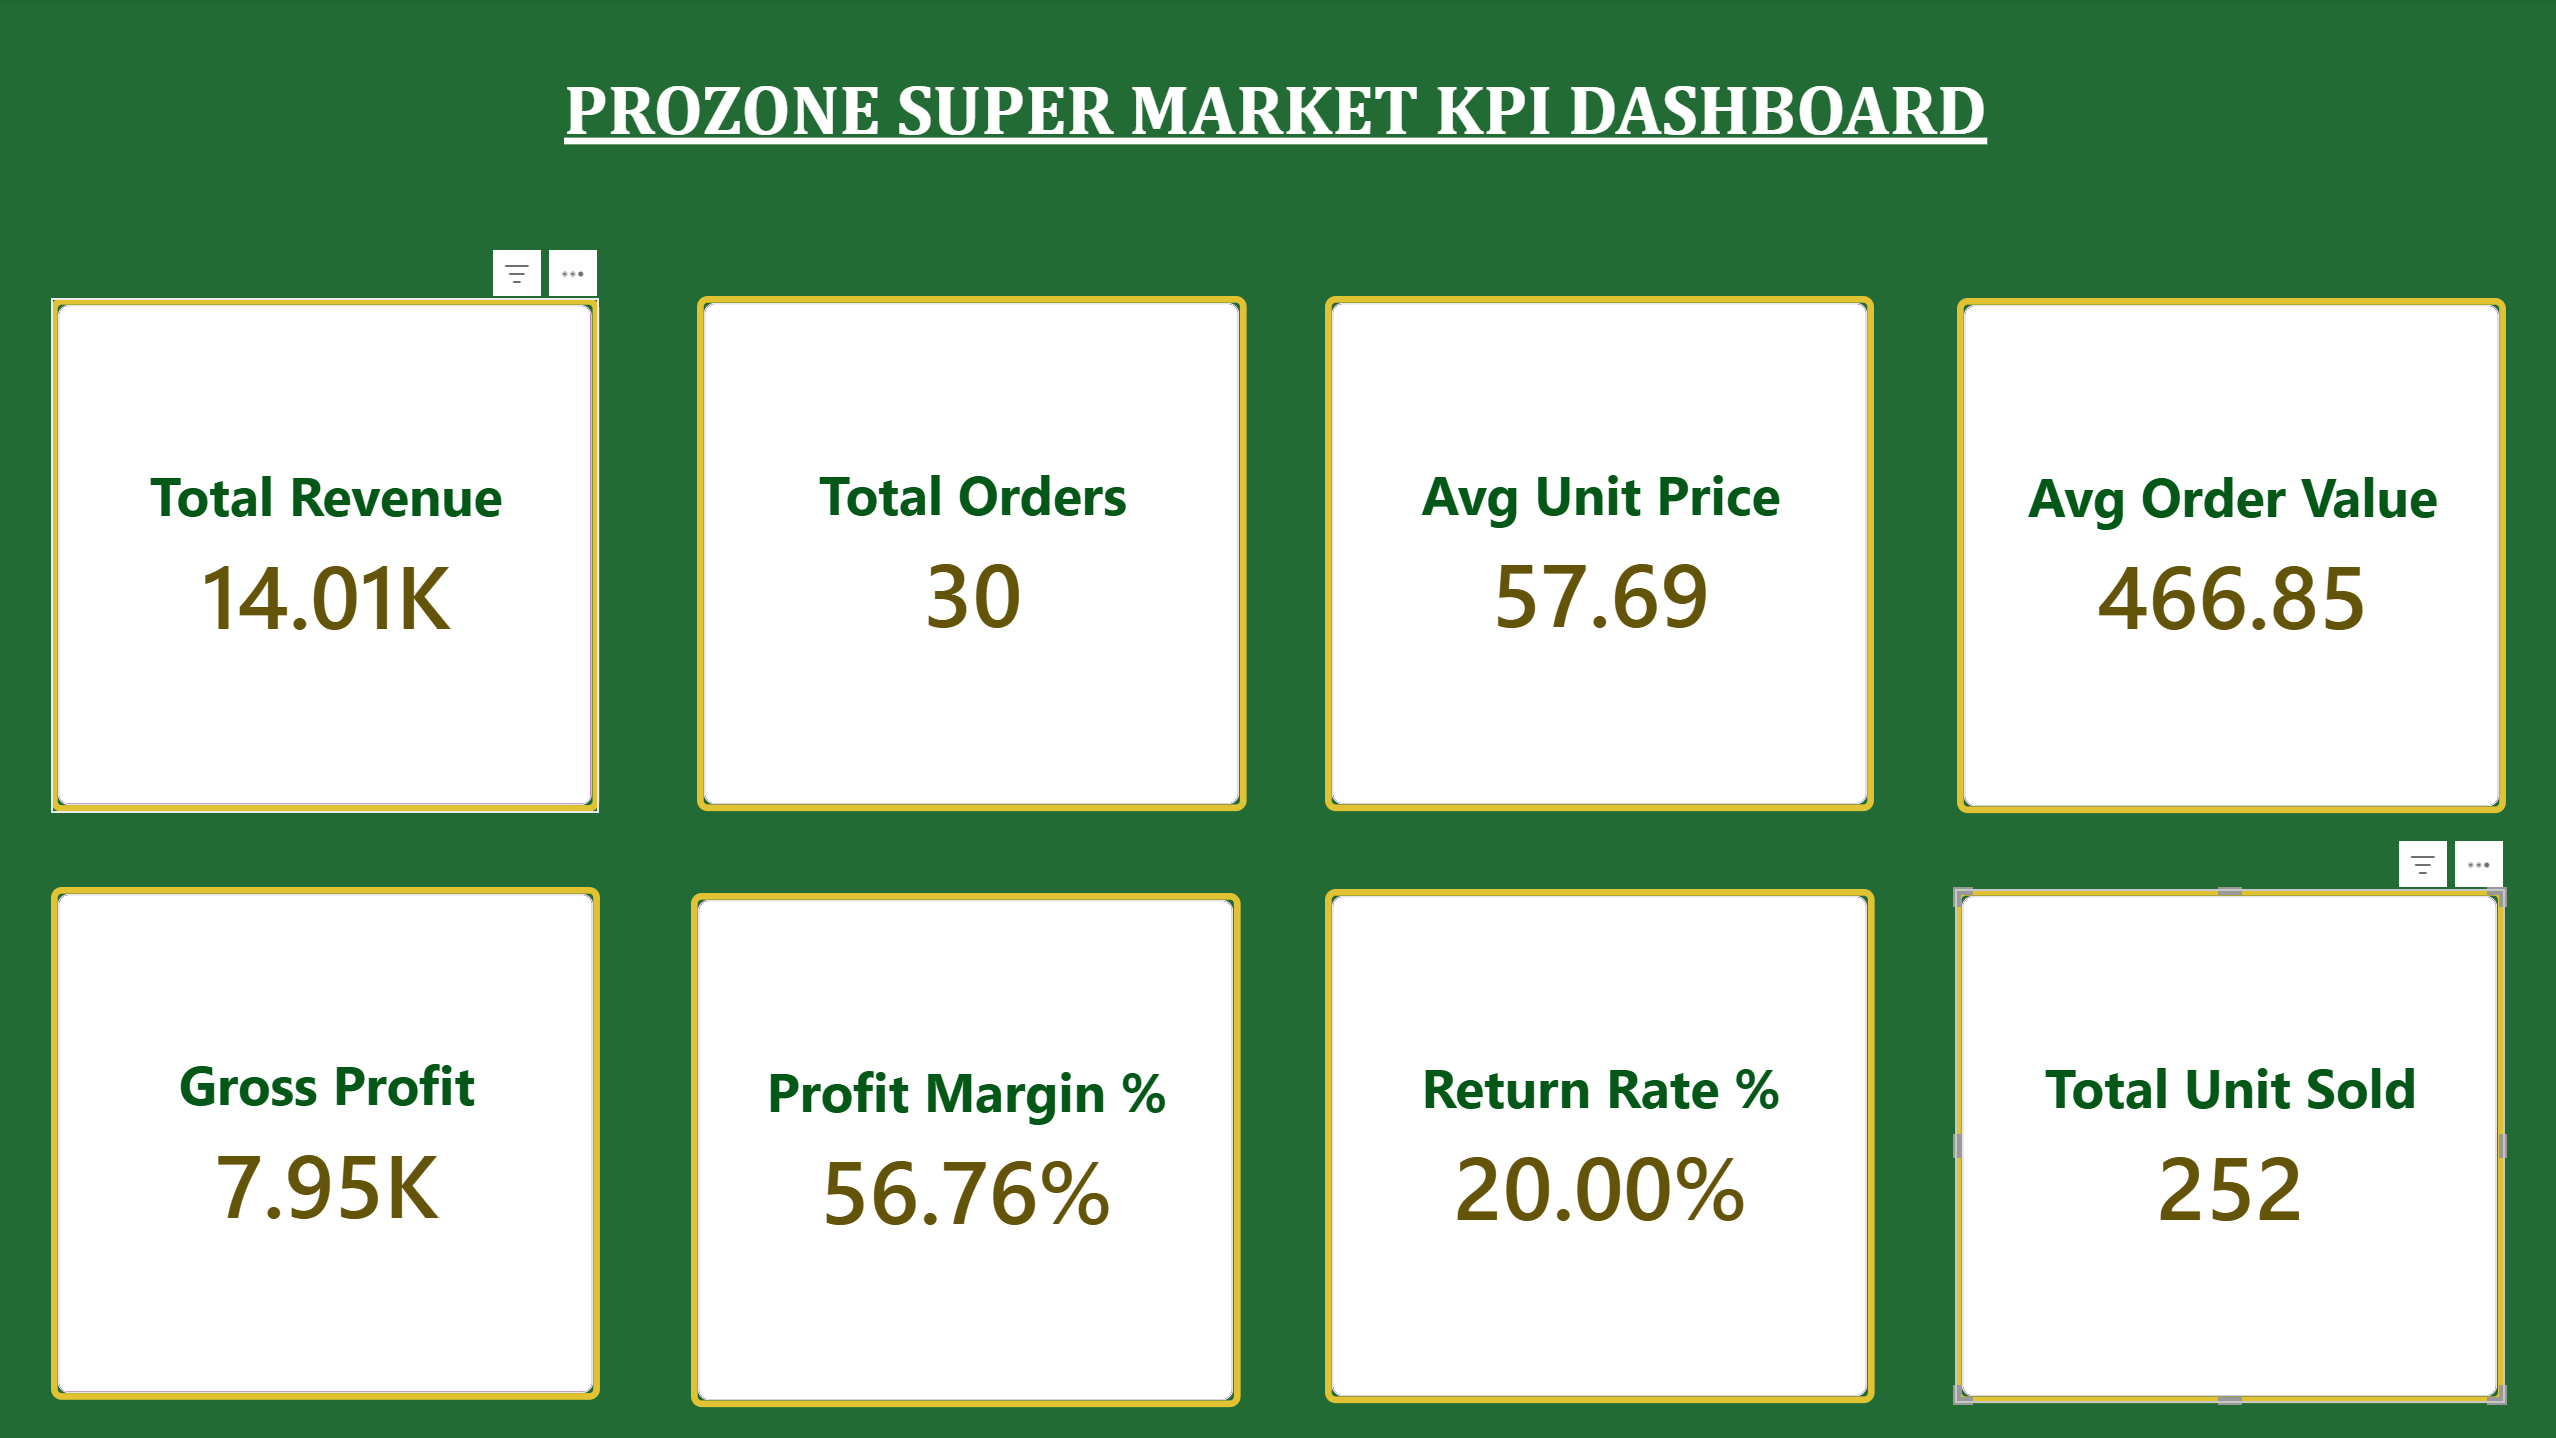 PROZONE SUPER MARKET KPI DASHBOARD
Total Revenue
14.01K
Total Orders
30
Avg Unit Price
57.69
Avg Order Value
466.85
Gross Profit
7.95K
Profit Margin %
56.76%
Return Rate %
20.00%
Total Unit Sold
252